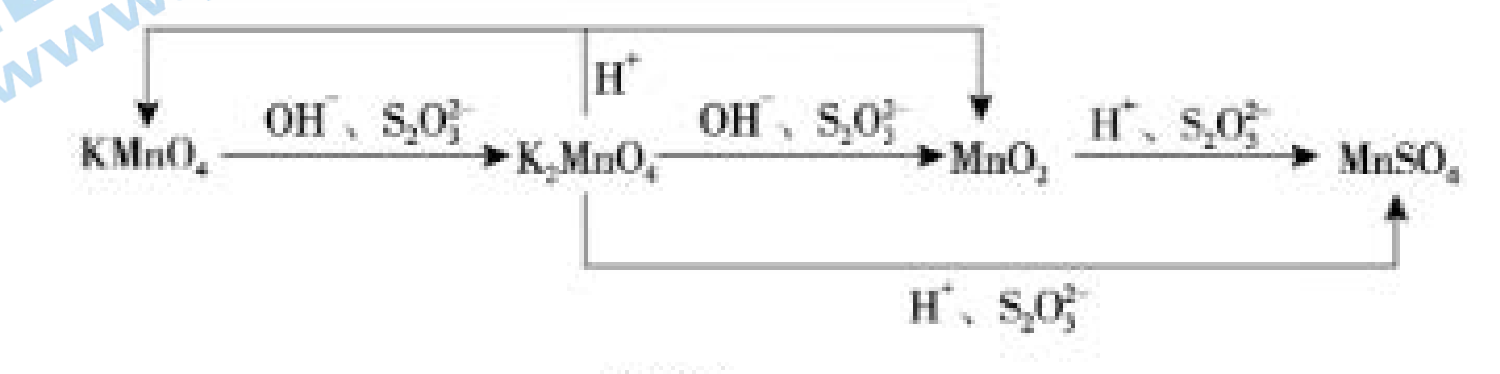 H⁺
OH⁻、S₂O₃²⁻ OH⁻、S₂O₃²⁻ H⁺、S₂O₃²⁻
KMnO₄ K₂MnO₄ MnO₂ MnSO₄
H⁺、S₂O₃²⁻